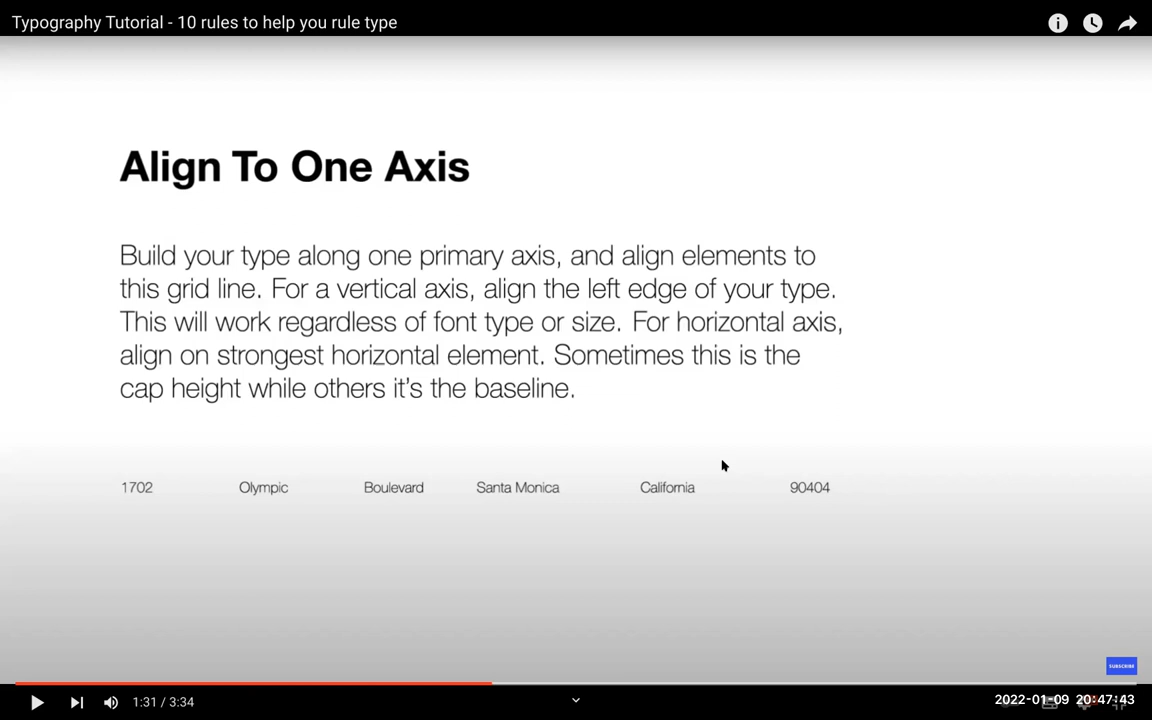 Typography Tutorial - 10 rules to help you rule type
Align To One Axis
Build your type along one primary axis, and align elements to
this grid line. For a vertical axis, align the left edge of your type.
This will work regardless of font type or size. For horizontal axis,
align on strongest horizontal element. Sometimes this is the
cap height while others it's the baseline.
1702 Olympic Boulevard Santa Monica California 90404
SUBSCRIBE
1:31 / 3:34
2022-01-09 20:47:43